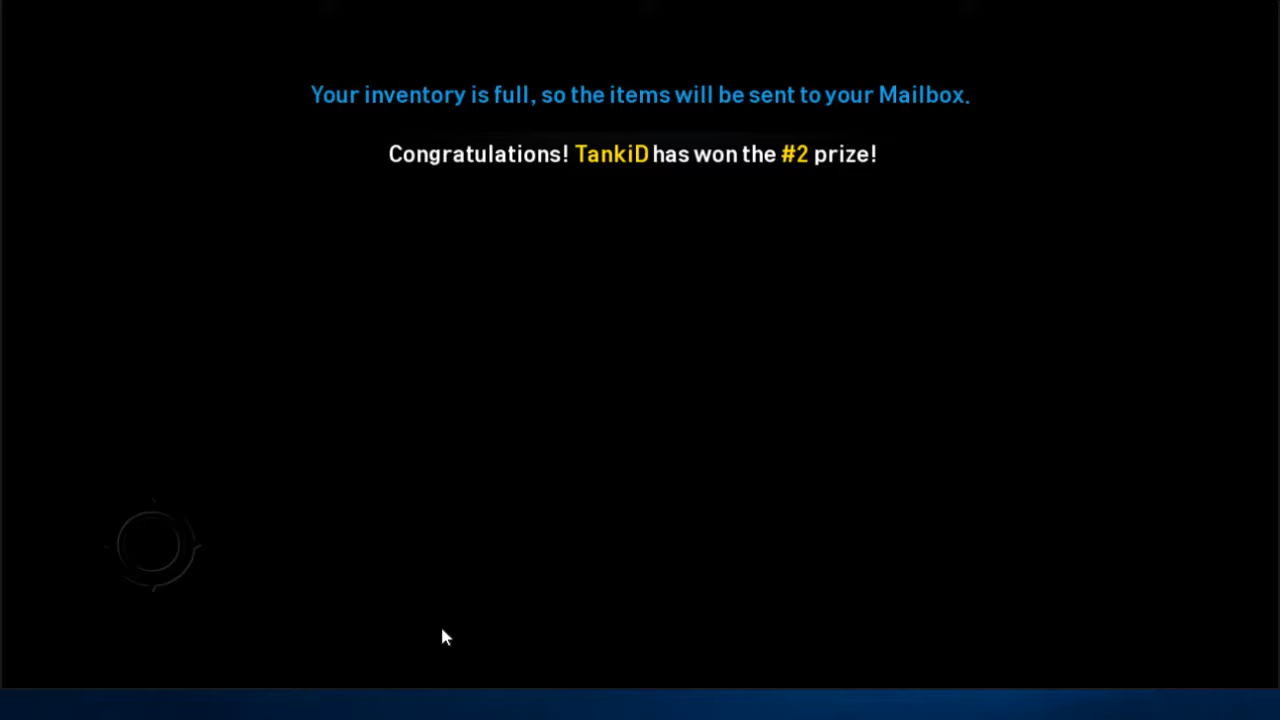 Your inventory is full, so the items will be sent to your Mailbox.
Congratulations! TankiD has won the #2 prize!